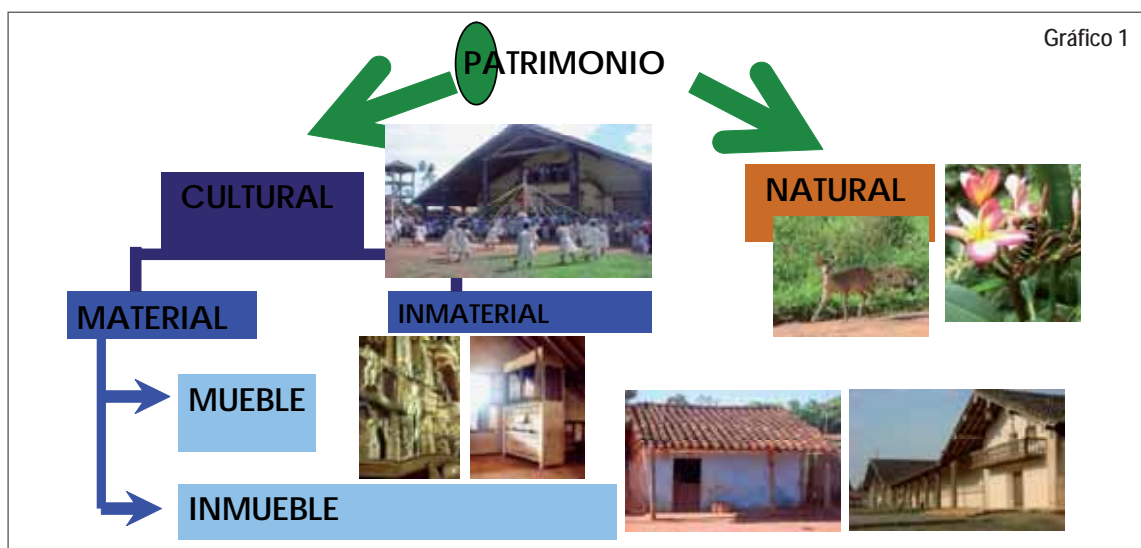 Gráfico 1
PATRIMONIO
CULTURAL
NATURAL
MATERIAL
INMATERIAL
MUEBLE
INMUEBLE